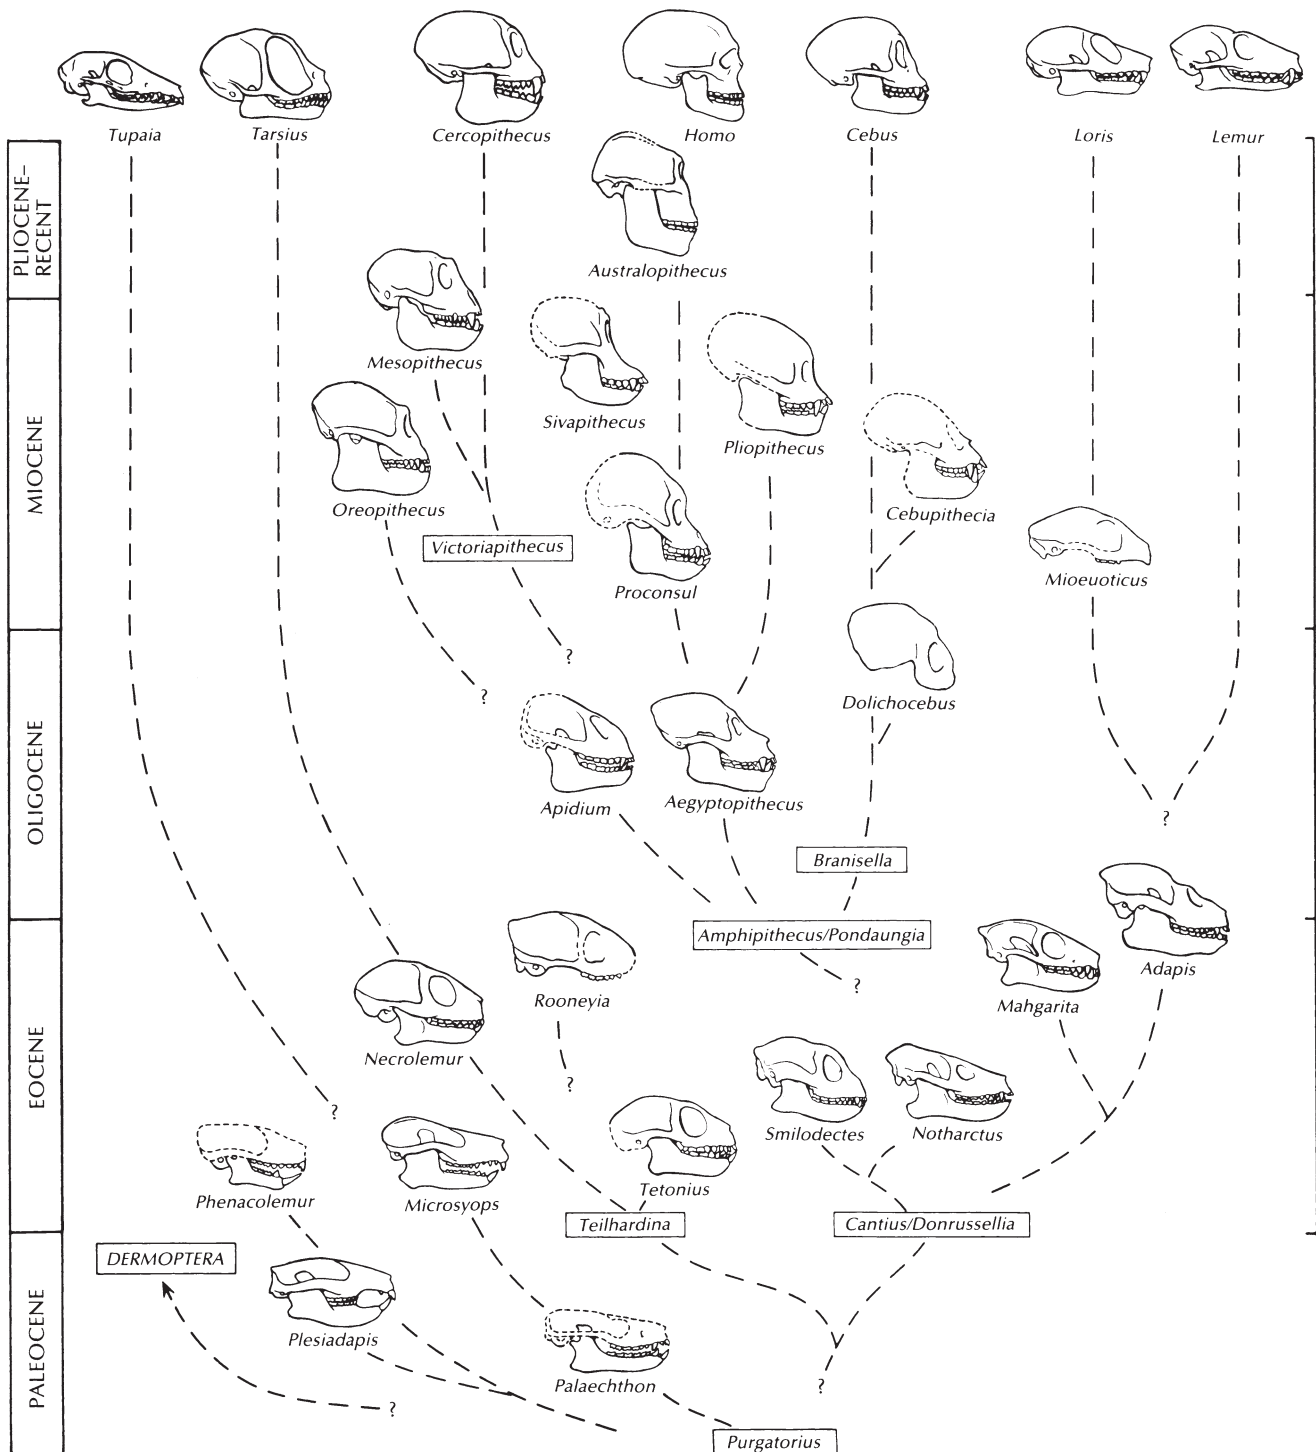 Tupaia
Tarsius
Cercopithecus
Homo
Cebus
Loris
Lemur
PLIOCENE–
RECENT
Australopithecus
Mesopithecus
Sivapithecus
Pliopithecus
MIOCENE
Oreopithecus
Cebupithecia
Victoriapithecus
Mioeuoticus
Proconsul
?
?
Dolichocebus
OLIGOCENE
Apidium
Aegyptopithecus
?
Branisella
Amphipithecus/Pondaungia
Adapis
?
Rooneyia
Mahgarita
EOCENE
Necrolemur
?
?
Smilodectes
Notharctus
Tetonius
Phenacolemur
Microsyops
Teilhardina
Cantius/Donrussellia
DERMOPTERA
PALEOCENE
Plesiadapis
Palaechthon
?
?
Purgatorius